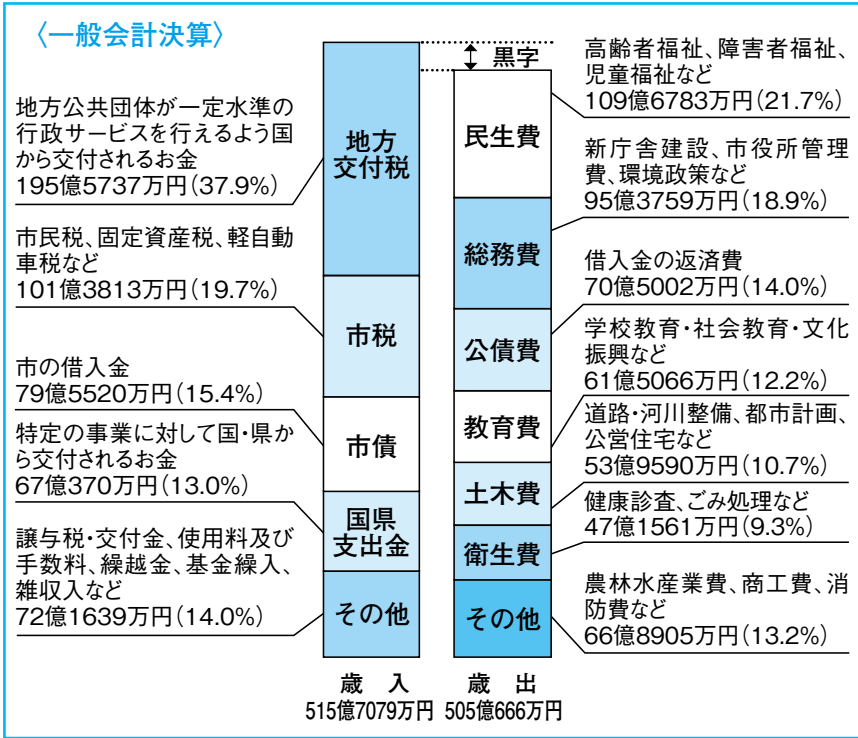 〈一般会計決算〉
地方公共団体が一定水準の
行政サービスを行えるよう国
から交付されるお金
195億5737万円(37.9%)
市民税、固定資産税、軽自動
車税など
101億3813万円(19.7%)
市の借入金
79億5520万円(15.4%)
特定の事業に対して国・県か
ら交付されるお金
67億370万円(13.0%)
譲与税・交付金、使用料及び
手数料、繰越金、基金繰入、
雑収入など
72億1639万円(14.0%)
地方
交付税
市税
市債
国県
支出金
その他
歳入
515億7079万円
黒字
民生費
総務費
公債費
教育費
土木費
衛生費
その他
歳出
505億666万円
高齢者福祉、障害者福祉、
児童福祉など
109億6783万円(21.7%)
新庁舎建設、市役所管理
費、環境政策など
95億3759万円(18.9%)
借入金の返済費
70億5002万円(14.0%)
学校教育・社会教育・文化
振興など
61億5066万円(12.2%)
道路・河川整備、都市計画、
公営住宅など
53億9590万円(10.7%)
健康診査、ごみ処理など
47億1561万円(9.3%)
農林水産業費、商工費、消
防費など
66億8905万円(13.2%)